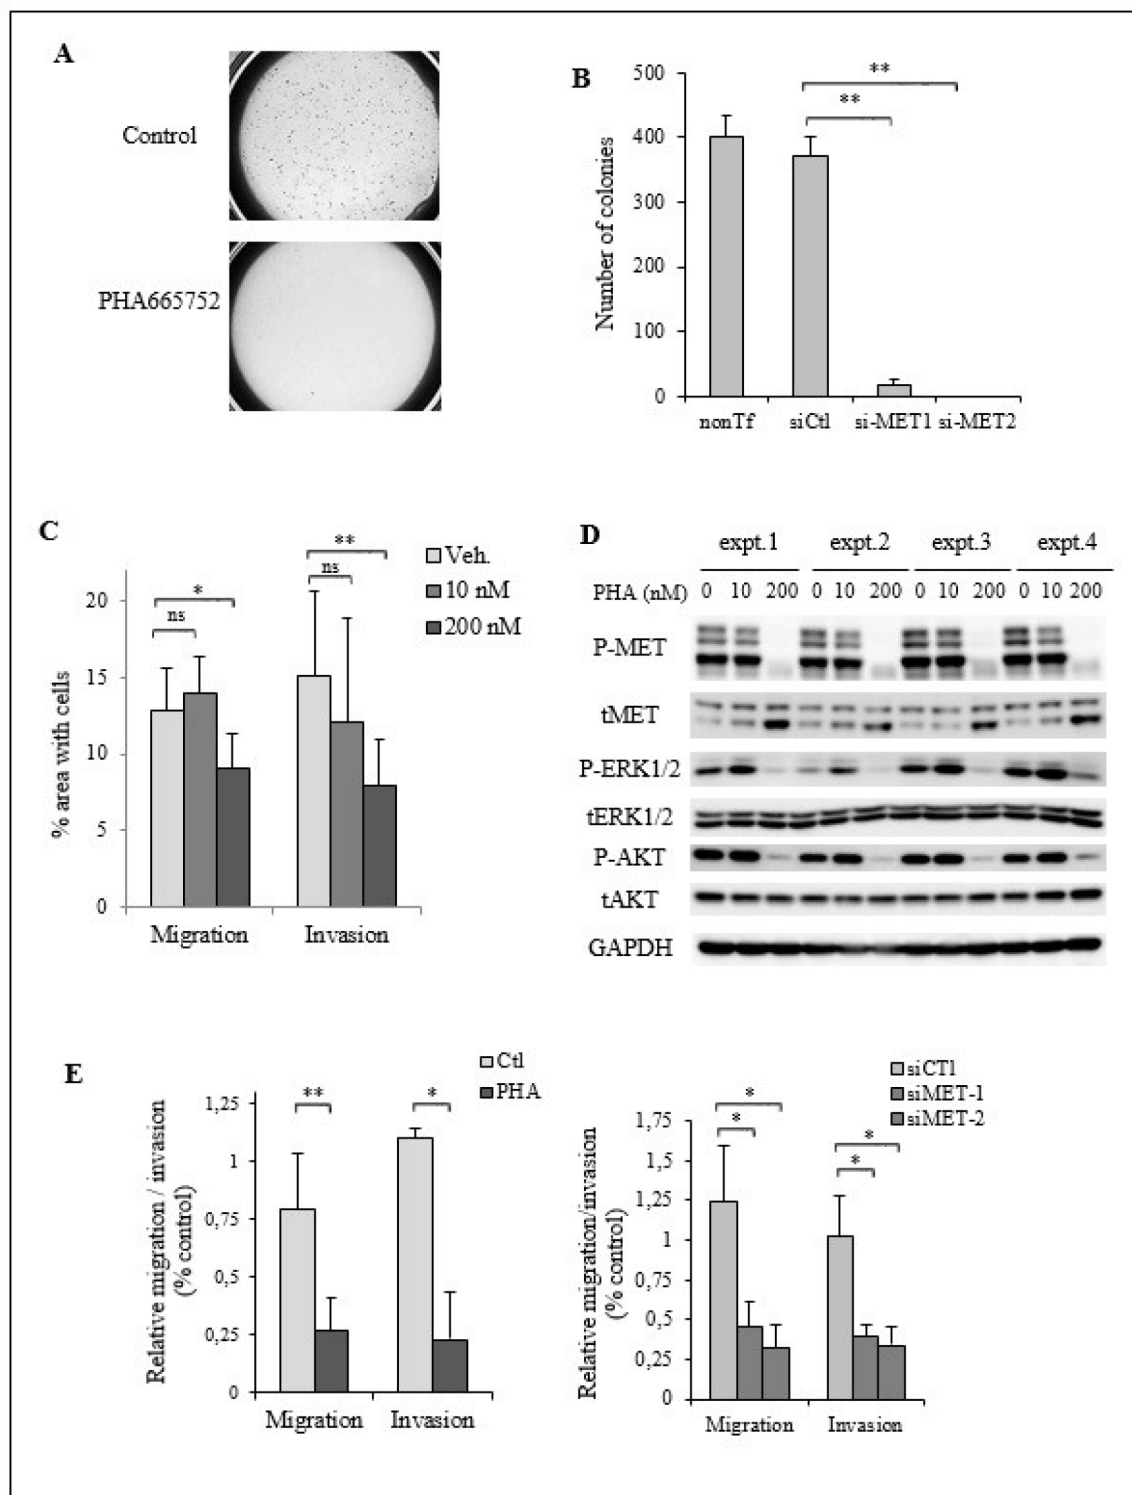 A
Control
PHA665752
B
**
**
Number of colonies
500
400
300
200
100
0
nonTf siCtl si-MET1 si-MET2
C
Veh.
10 nM
200 nM
% area with cells
20
15
10
5
0
ns
*
ns
**
Migration Invasion
D
expt.1 expt.2 expt.3 expt.4
PHA (nM) 0 10 200 0 10 200 0 10 200 0 10 200
P-MET
tMET
P-ERK1/2
tERK1/2
P-AKT
tAKT
GAPDH
E
Ctl
PHA
Relative migration / invasion
(% control)
1,25
1
0,75
0,5
0,25
0
**
*
Migration Invasion
siCTl
siMET-1
siMET-2
Relative migration/invasion
(% control)
1,75
1,5
1,25
1
0,75
0,5
0,25
0
*
*
*
*
Migration Invasion